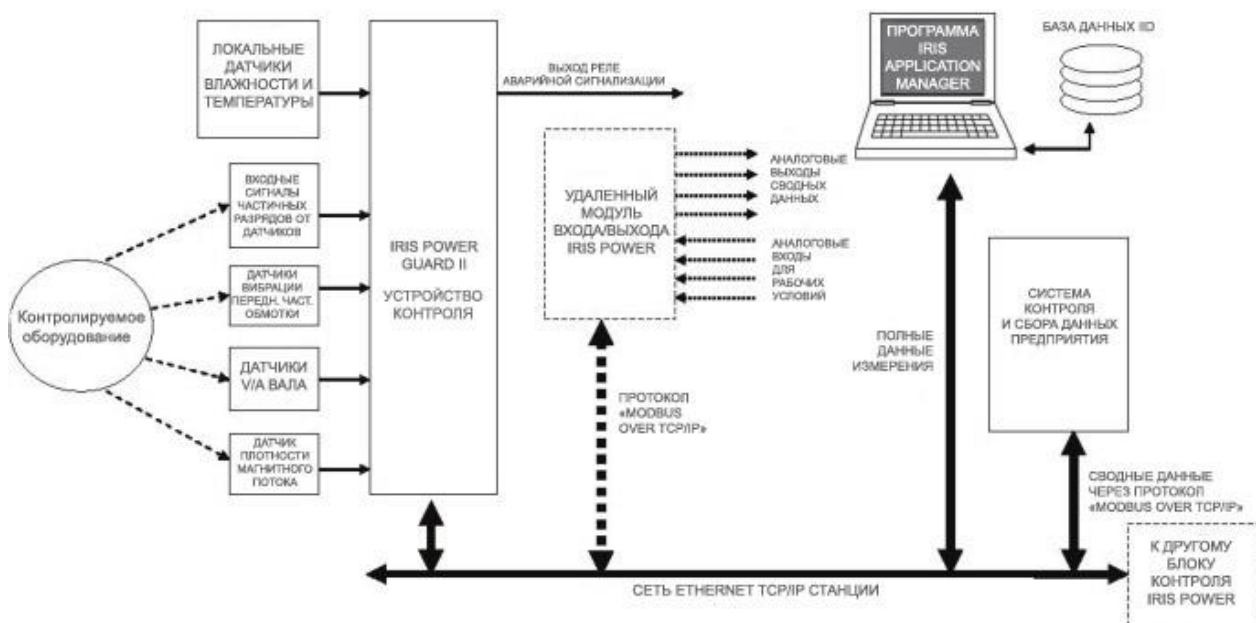 ЛОКАЛЬНЫЕ
ДАТЧИКИ
ВЛАЖНОСТИ И
ТЕМПЕРАТУРЫ
ВХОДНЫЕ
СИГНАЛЫ
ЧАСТИЧНЫХ
РАЗРЯДОВ ОТ
ДАТЧИКОВ
ДАТЧИКИ
ВИБРАЦИИ
ПЕРЕДН. ЧАСТ.
ОБМОТКИ
Контролируемое
оборудование
ДАТЧИКИ
V/A ВАЛА
ДАТЧИК
ПЛОТНОСТИ
МАГНИТНОГО
ПОТОКА
IRIS POWER
GUARD II
УСТРОЙСТВО
КОНТРОЛЯ
ВЫХОД РЕЛЕ
АВАРИЙНОЙ СИГНАЛИЗАЦИИ
УДАЛЕННЫЙ
МОДУЛЬ
ВХОДА/ВЫХОДА
IRIS POWER
АНАЛОГОВЫЕ
ВЫХОДЫ
СВОДНЫХ
ДАННЫХ
АНАЛОГОВЫЕ
ВХОДЫ
ДЛЯ
РАБОЧИХ
УСЛОВИЙ
ПРОТОКОЛ
«MODBUS
OVER TCP/IP»
ПРОГРАММА
IRIS
APPLICATION
MANAGER
БАЗА ДАННЫХ IID
ПОЛНЫЕ
ДАННЫЕ
ИЗМЕРЕНИЯ
СИСТЕМА
КОНТРОЛЯ
И СБОРА ДАННЫХ
ПРЕДПРИЯТИЯ
СВОДНЫЕ ДАННЫЕ
ЧЕРЕЗ ПРОТОКОЛ
«MODBUS OVER TCP/IP»
СЕТЬ ETHERNET TCP/IP СТАНЦИИ
К ДРУГОМУ
БЛОКУ
КОНТРОЛЯ
IRIS POWER